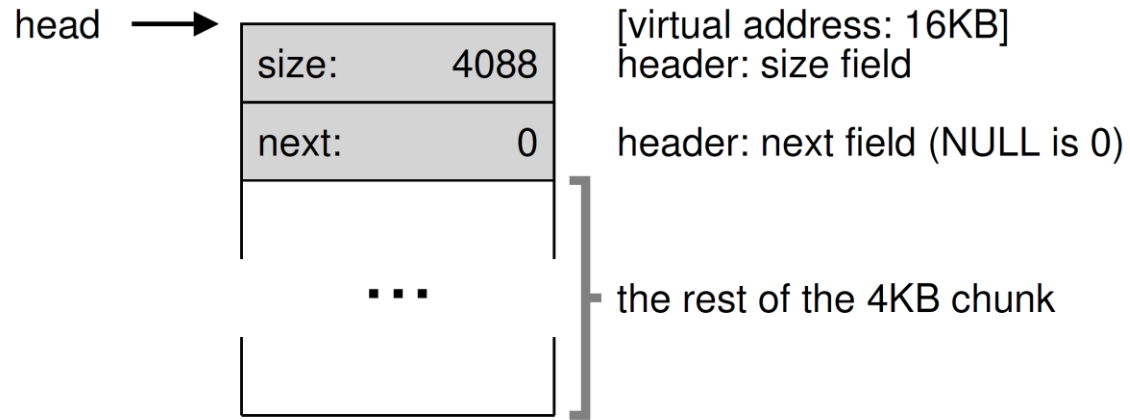 head
[virtual address: 16KB]
size: 4088
header: size field
next: 0
header: next field (NULL is 0)
...
the rest of the 4KB chunk